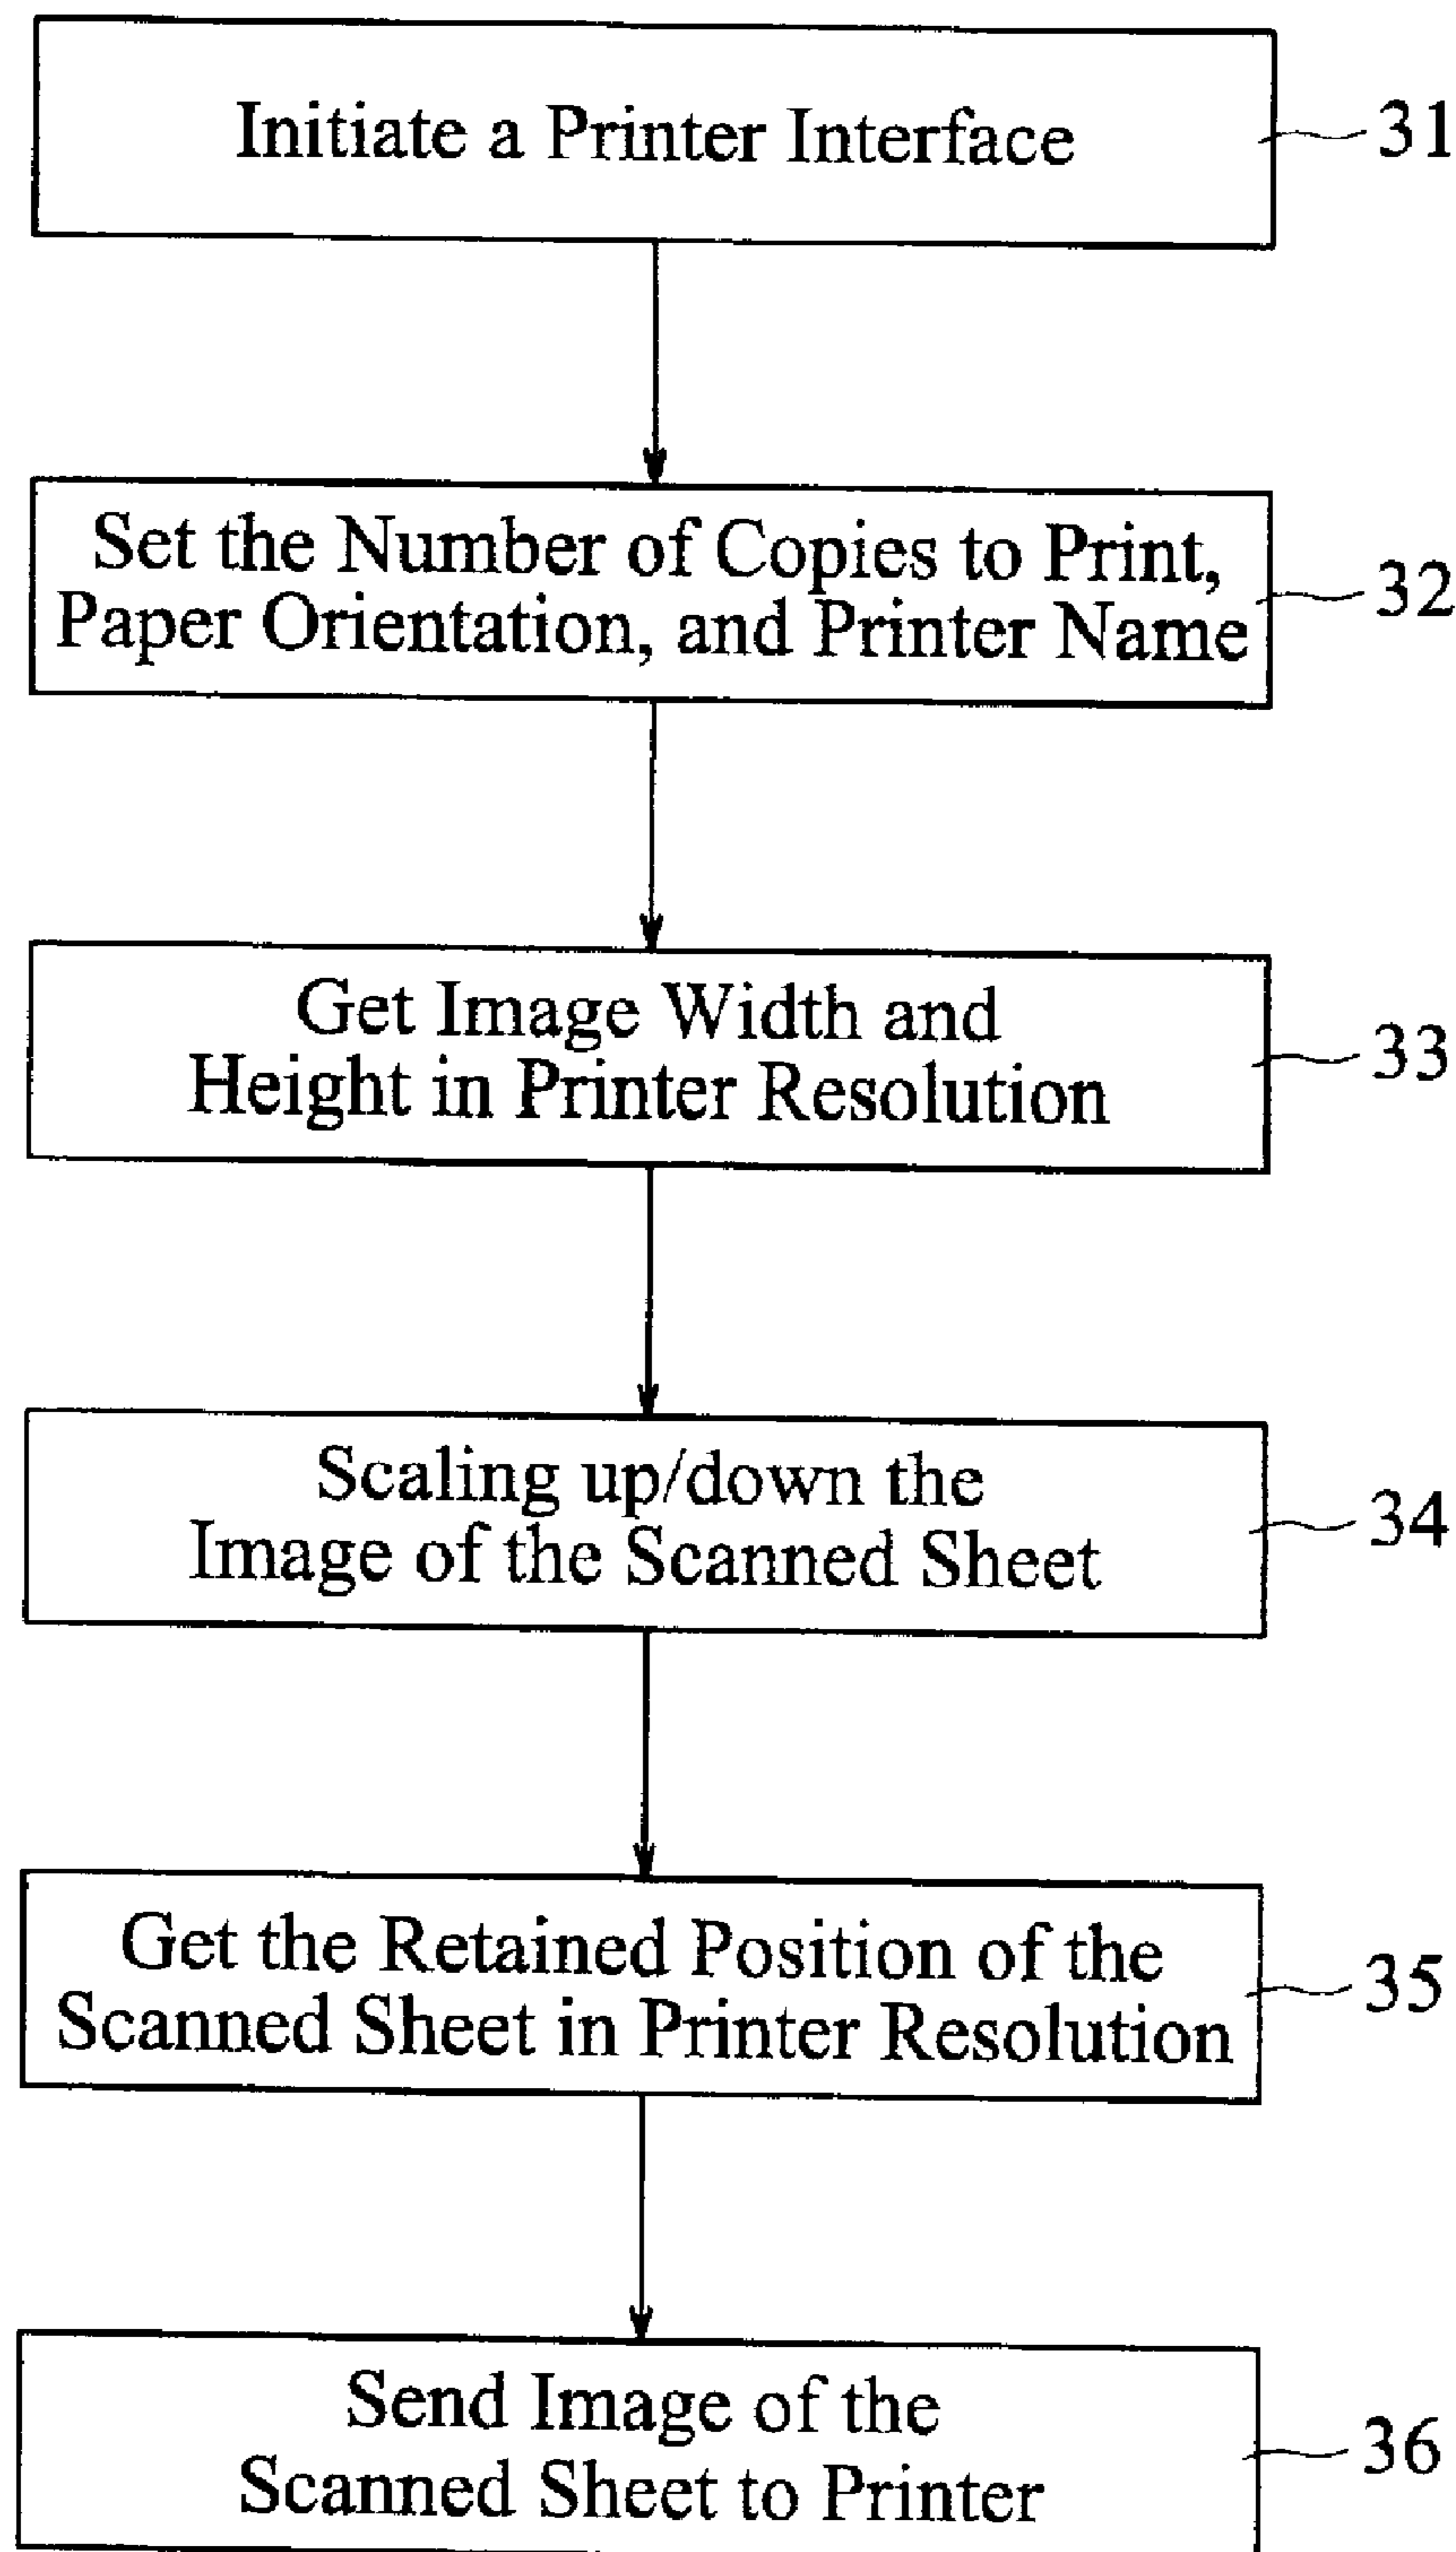 Initiate a Printer Interface
31
Set the Number of Copies to Print,
Paper Orientation, and Printer Name
32
Get Image Width and
Height in Printer Resolution
33
Scaling up/down the
Image of the Scanned Sheet
34
Get the Retained Position of the
Scanned Sheet in Printer Resolution
35
Send Image of the
Scanned Sheet to Printer
36